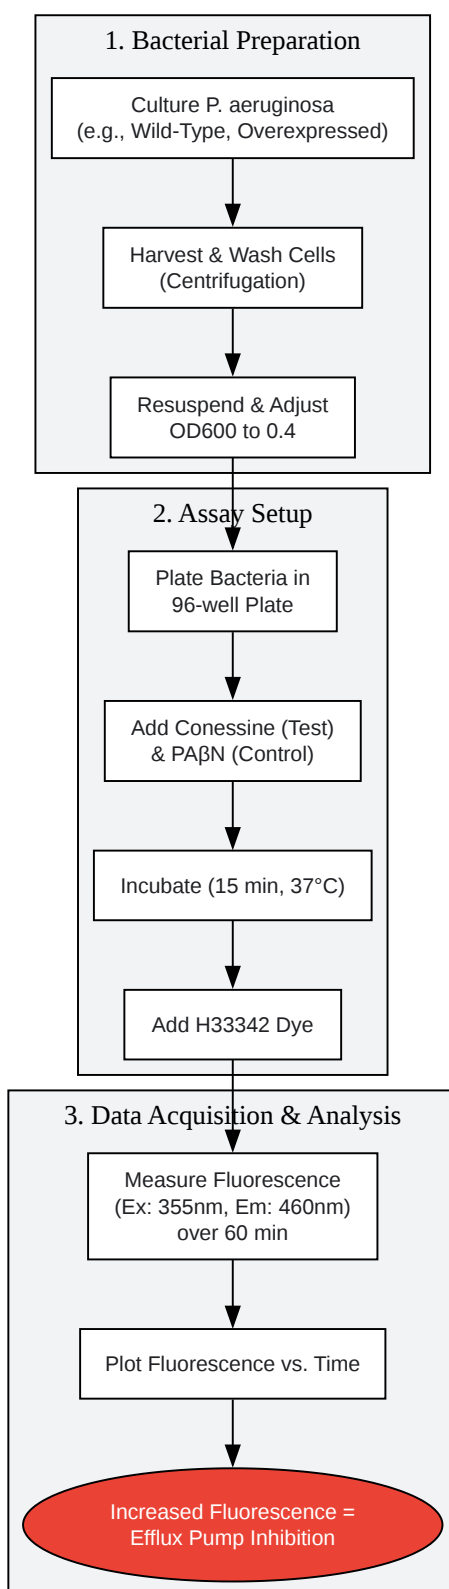 1. Bacterial Preparation
Culture P. aeruginosa
(e.g., Wild-Type, Overexpressed)
Harvest & Wash Cells
(Centrifugation)
Resuspend & Adjust
OD600 to 0.4
2. Assay Setup
Plate Bacteria in
96-well Plate
Add Conessine (Test)
& PAβN (Control)
Incubate (15 min, 37°C)
Add H33342 Dye
3. Data Acquisition & Analysis
Measure Fluorescence
(Ex: 355nm, Em: 460nm)
over 60 min
Plot Fluorescence vs. Time
Increased Fluorescence =
Efflux Pump Inhibition